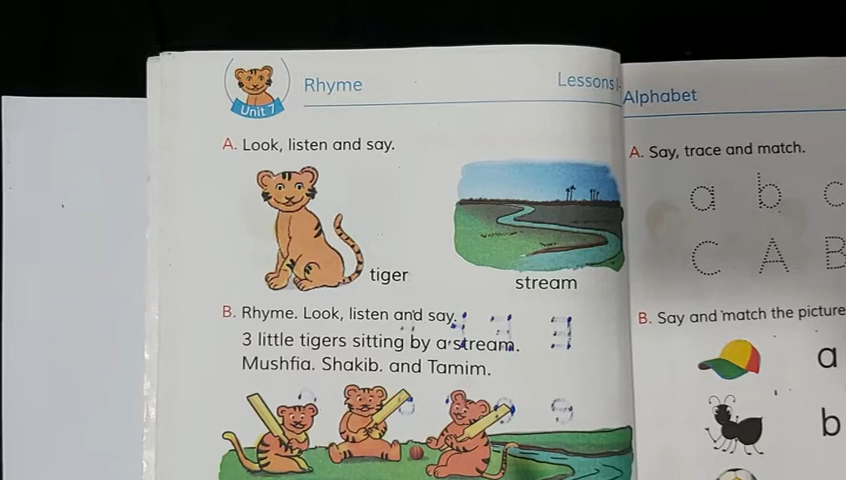 Unit 7
Rhyme
Lessons
A. Look, listen and say.
tiger
stream
B. Rhyme. Look, listen and say.
3 little tigers sitting by a stream.
Mushfia. Shakib. and Tamim.
Alphabet
A. Say, trace and match.
a b c
C A B
B. Say and match the picture
a
b